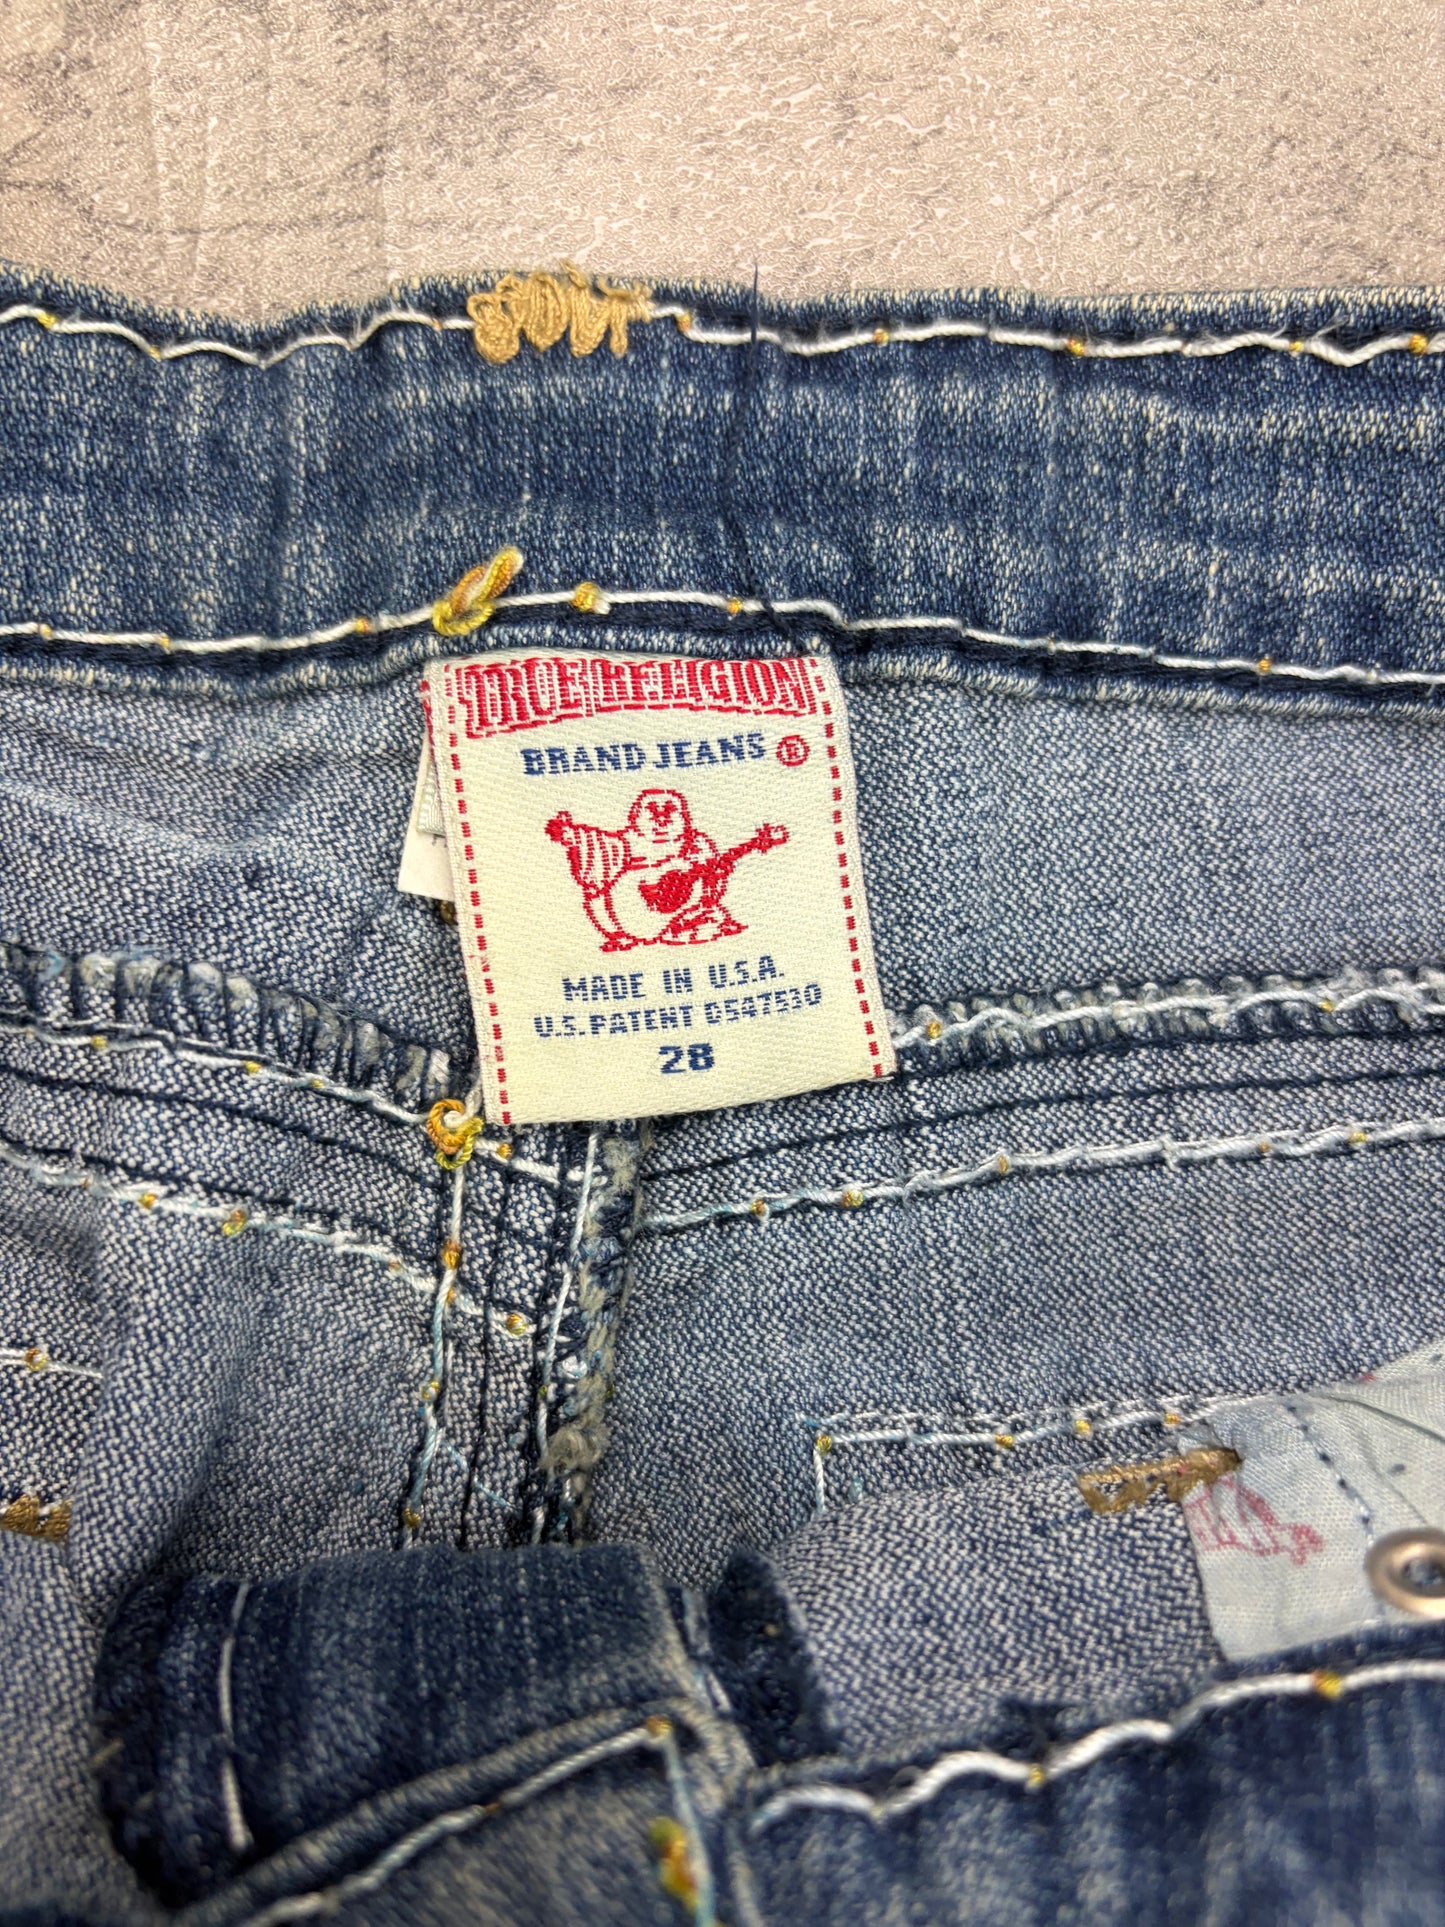 TRUE RELIGION
BRAND JEANS ®
MADE IN U.S.A.
U.S. PATENT D547530
28